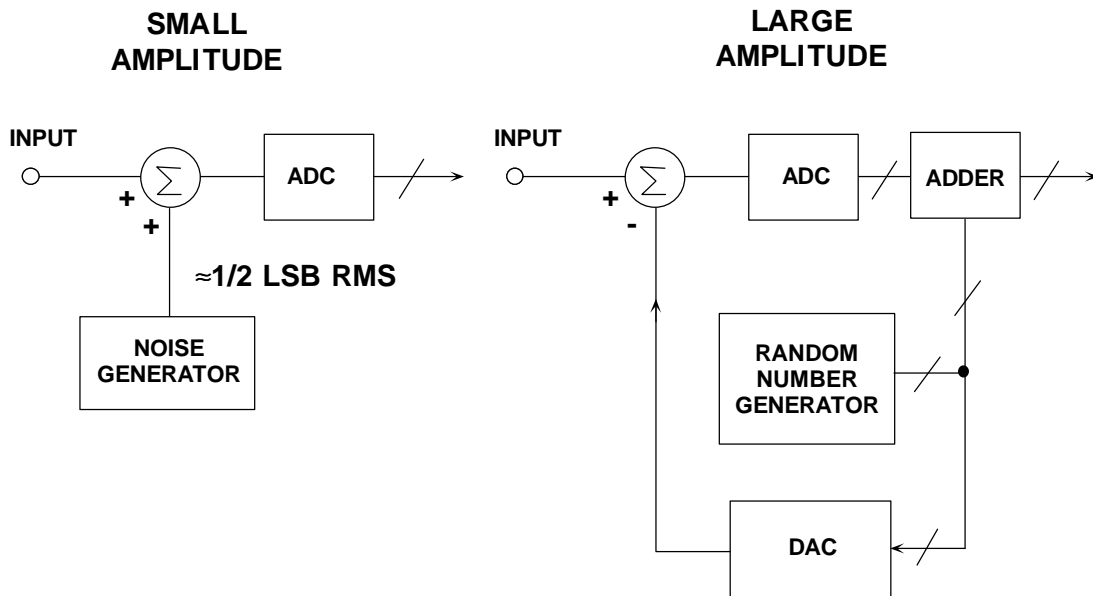 SMALL
AMPLITUDE
INPUT
+
+
Σ
ADC
≈1/2 LSB RMS
NOISE
GENERATOR
LARGE
AMPLITUDE
INPUT
+
-
Σ
ADC
ADDER
RANDOM
NUMBER
GENERATOR
DAC